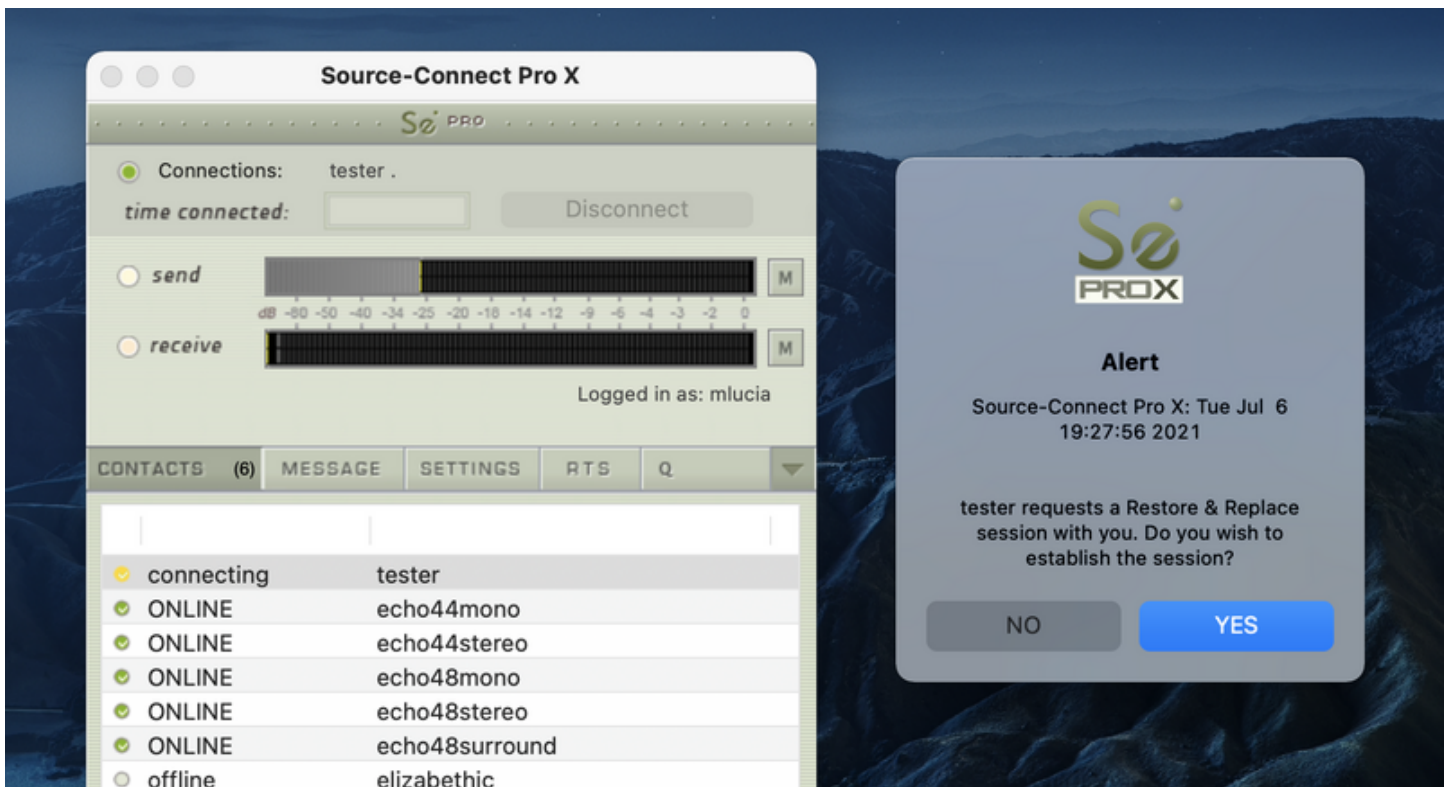 Source-Connect Pro X
Se PRO
Connections: tester .
time connected: Disconnect
send M
dB -60 -50 -40 -34 -25 -20 -16 -14 -12 -9 -6 -4 -3 -2 0
receive M
Logged in as: mlucia
CONTACTS (6) MESSAGE SETTINGS RTS Q
connecting tester
ONLINE echo44mono
ONLINE echo44stereo
ONLINE echo48mono
ONLINE echo48stereo
ONLINE echo48surround
offline elizabethic
Se
PROX
Alert
Source-Connect Pro X: Tue Jul 6
19:27:56 2021
tester requests a Restore & Replace
session with you. Do you wish to
establish the session?
NO YES